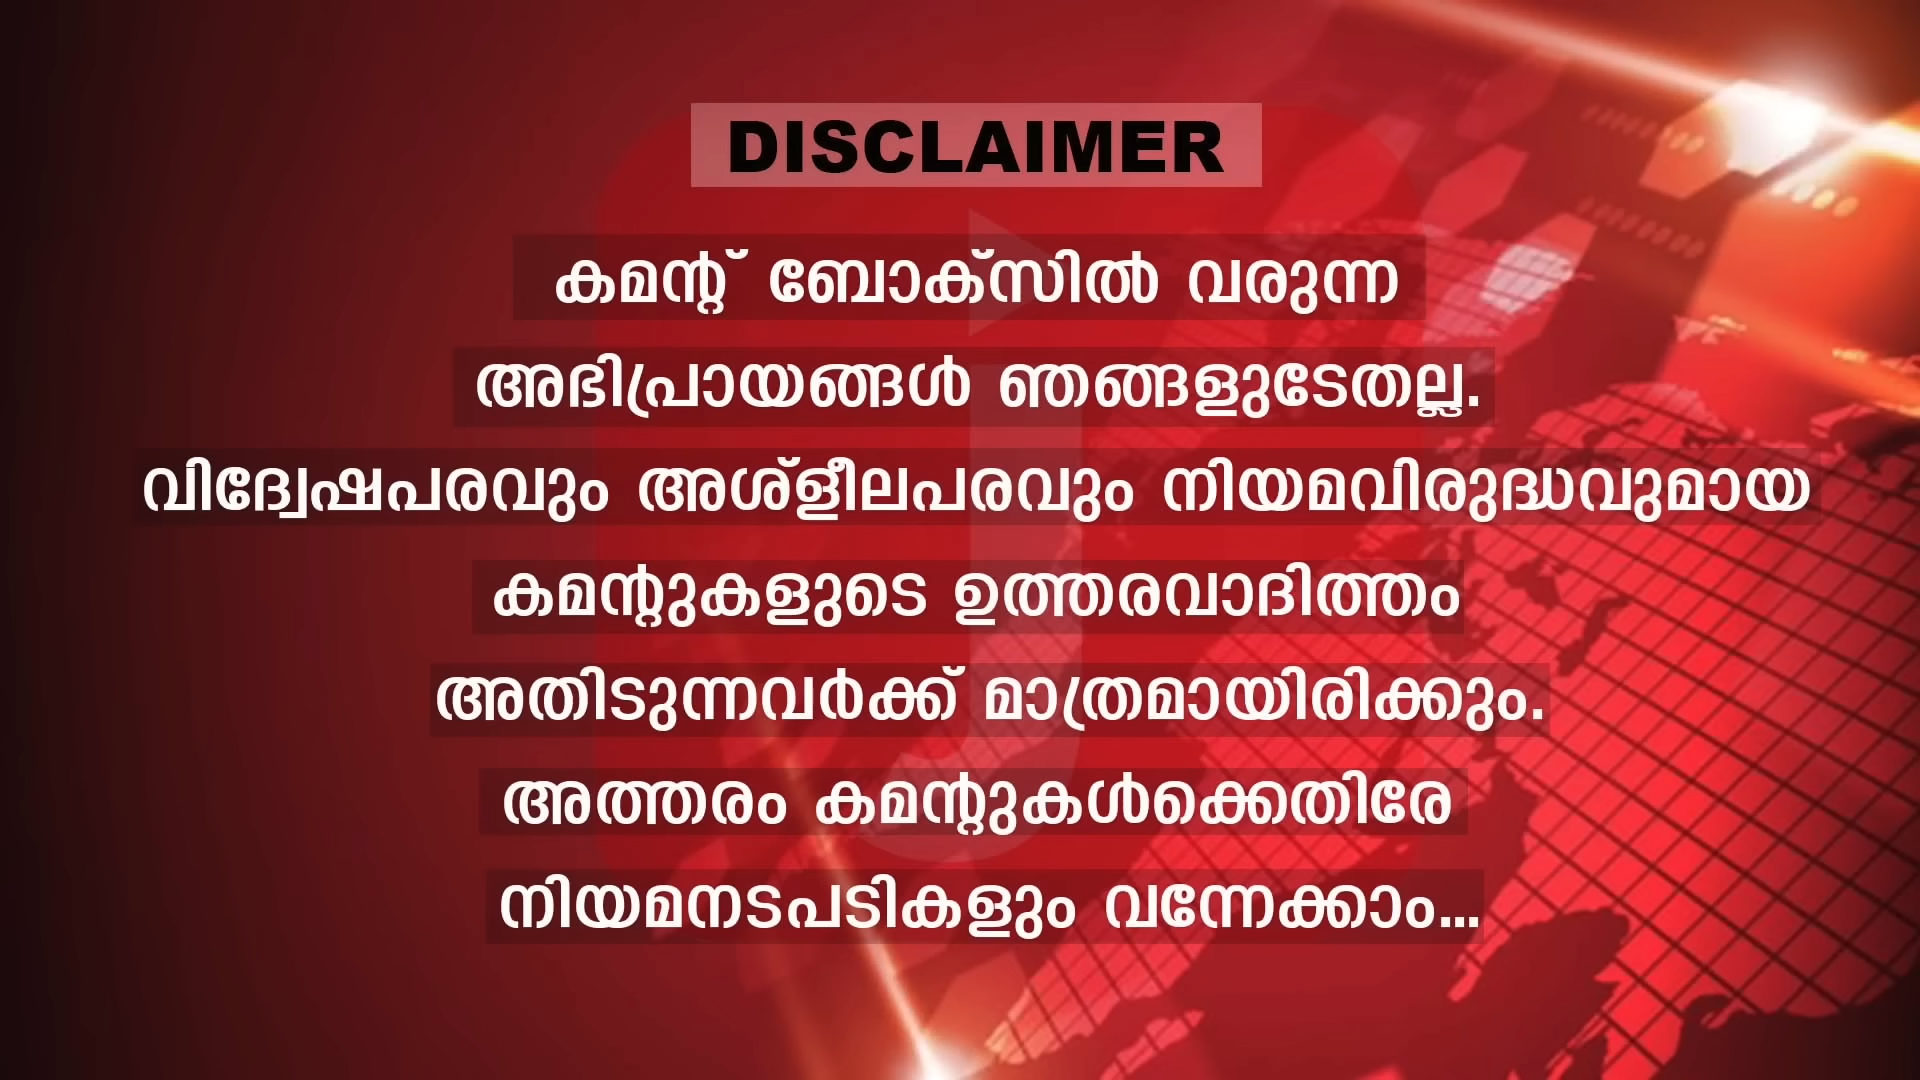 DISCLAIMER
കമന്റ് ബോക്സിൽ വരുന്ന
അഭിപ്രായങ്ങൾ ഞങ്ങളുടേതല്ല.
വിദ്വേഷപരവും അശ്ളീലപരവും നിയമവിരുദ്ധവുമായ
കമന്റുകളുടെ ഉത്തരവാദിത്തം
അതിടുന്നവർക്ക് മാത്രമായിരിക്കും.
അത്തരം കമന്റുകൾക്കെതിരേ
നിയമനടപടികളും വന്നേക്കാം...